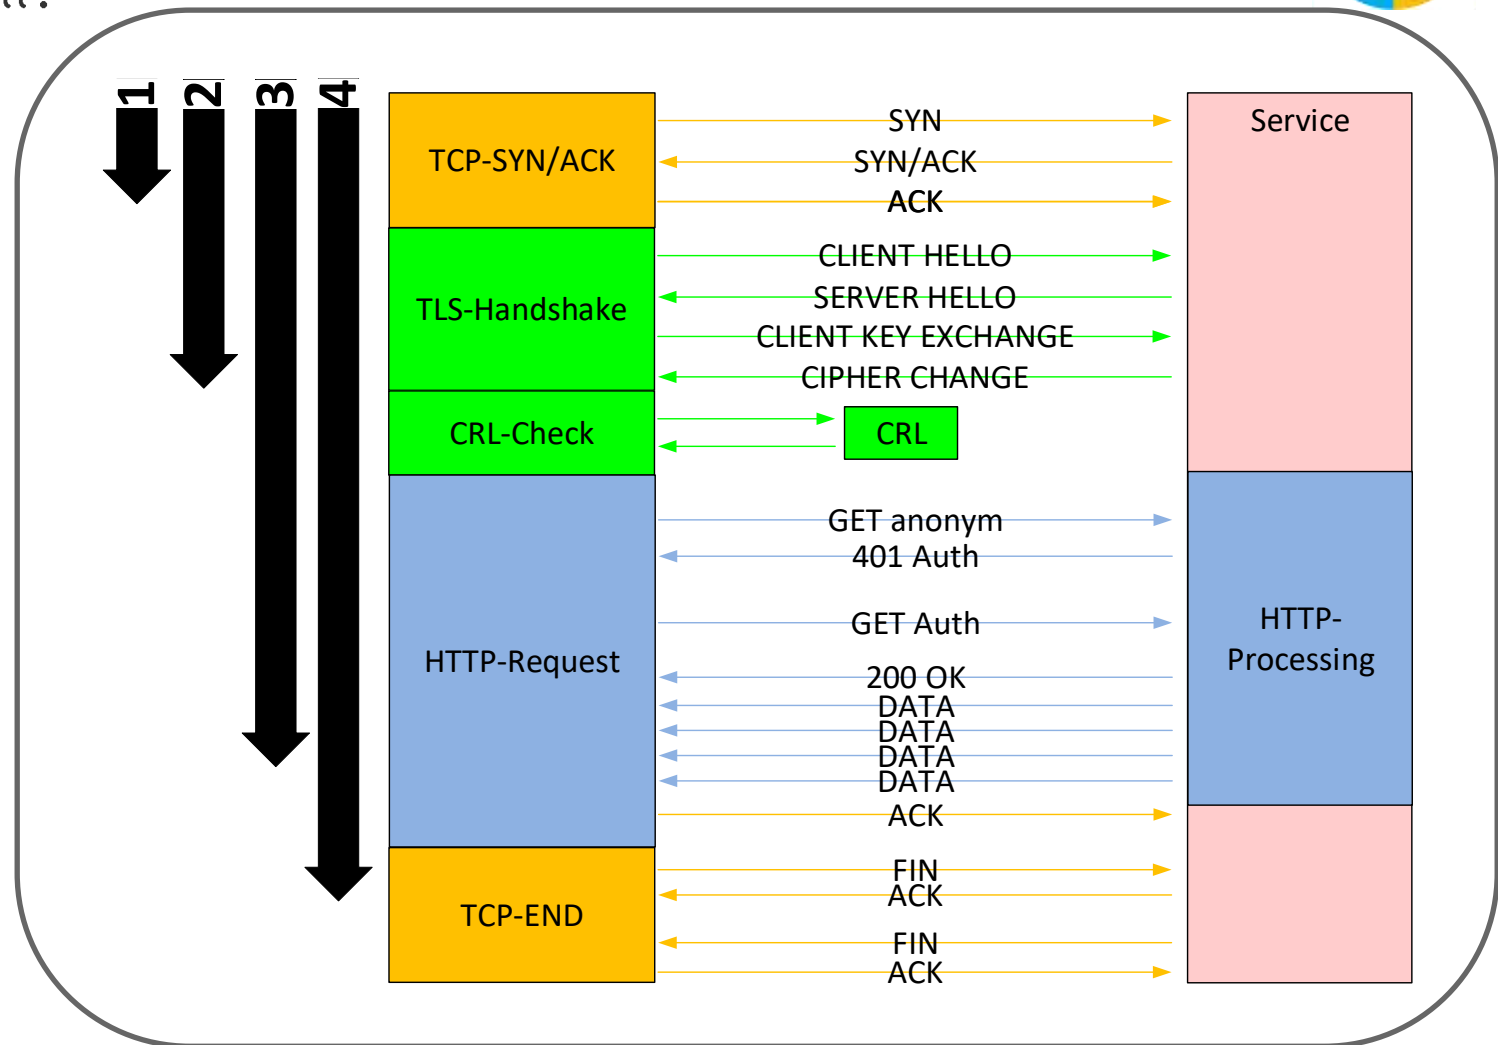 1
2
3
4
TCP-SYN/ACK
SYN
SYN/ACK
ACK
Service
TLS-Handshake
CLIENT HELLO
SERVER HELLO
CLIENT KEY EXCHANGE
CIPHER CHANGE
CRL-Check
CRL
HTTP-Request
GET anonym
401 Auth
GET Auth
200 OK
DATA
DATA
DATA
DATA
ACK
HTTP-
Processing
TCP-END
FIN
ACK
FIN
ACK